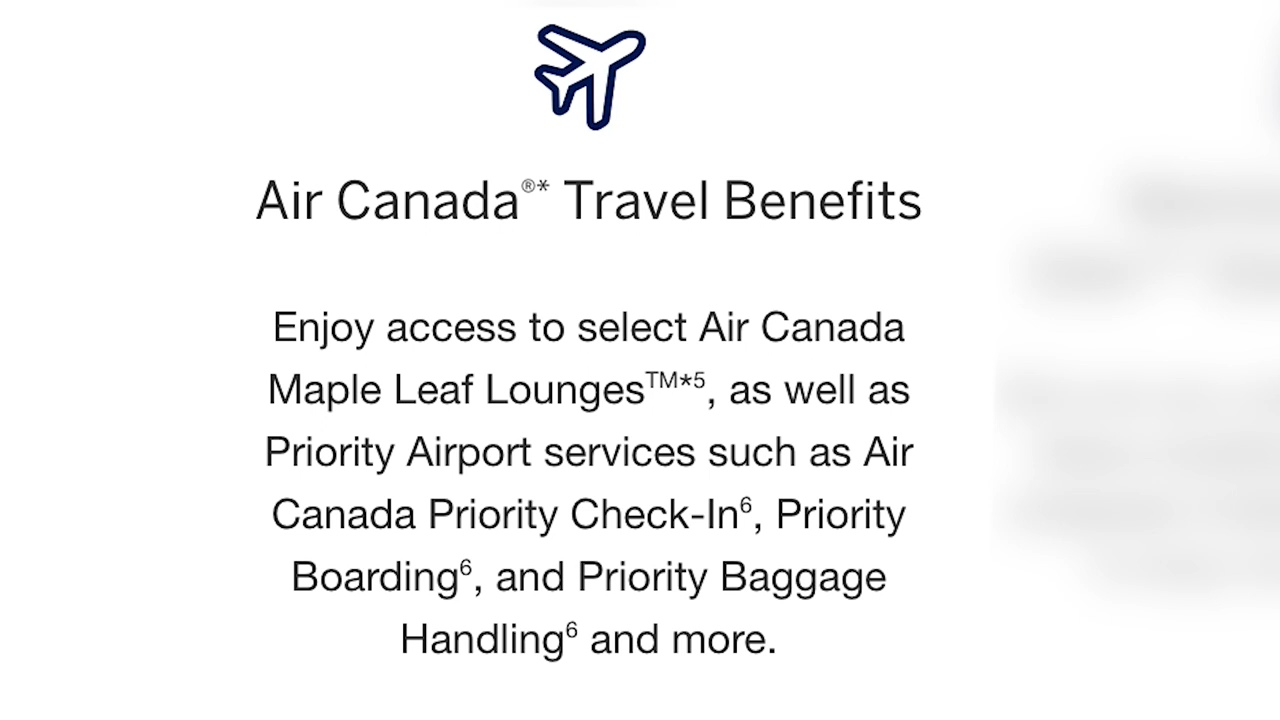 Air Canada®* Travel Benefits
Enjoy access to select Air Canada
Maple Leaf Lounges™*5, as well as
Priority Airport services such as Air
Canada Priority Check-In6, Priority
Boarding6, and Priority Baggage
Handling6 and more.